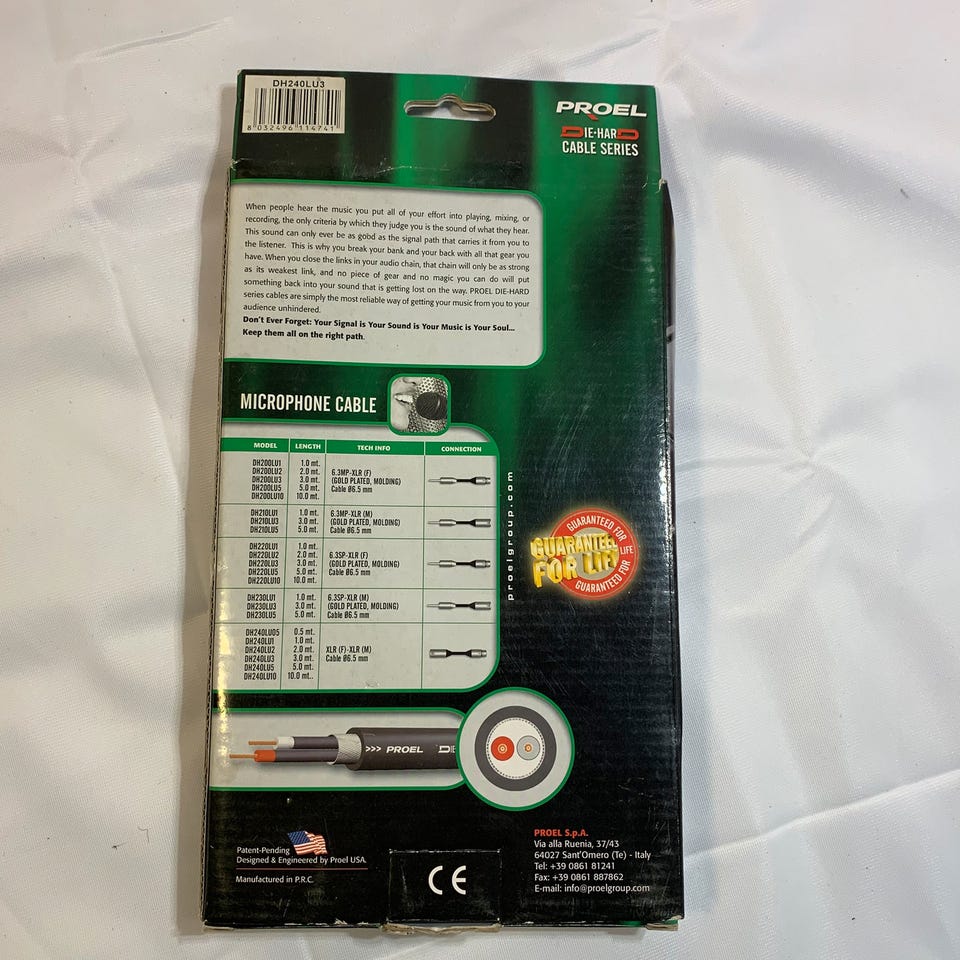 DH240LU3
8 032496 114741
PROEL
DIE-HARD
CABLE SERIES
When people hear the music you put all of your effort into playing, mixing, or
recording, the only criteria by which they judge you is the sound of what they hear.
This sound can only ever be as good as the signal path that carries it from you to
the listener. This is why you break your bank and your back with all that gear you
have. When you close the links in your audio chain, that chain will only be as strong
as its weakest link, and no piece of gear and no magic you can do will put
something back into your sound that is getting lost on the way. PROEL DIE-HARD
series cables are simply the most reliable way of getting your music from you to your
audience unhindered.
Don't Ever Forget: Your Signal is Your Sound is Your Music is Your Soul...
Keep them all on the right path.
MICROPHONE CABLE
MODEL LENGTH TECH INFO CONNECTION
DH200LU1 1.0 mt.
DH200LU2 2.0 mt. 6.3MP-XLR (F)
DH200LU3 3.0 mt. (GOLD PLATED, MOLDING)
DH200LU5 5.0 mt. Cable Ø6.5 mm
DH200LU10 10.0 mt.
DH210LU1 1.0 mt. 6.3MP-XLR (M)
DH210LU3 3.0 mt. (GOLD PLATED, MOLDING)
DH210LU5 5.0 mt. Cable Ø6.5 mm
DH220LU1 1.0 mt.
DH220LU2 2.0 mt. 6.3SP-XLR (F)
DH220LU3 3.0 mt. (GOLD PLATED, MOLDING)
DH220LU5 5.0 mt. Cable Ø6.5 mm
DH220LU10 10.0 mt.
DH230LU1 1.0 mt. 6.3SP-XLR (M)
DH230LU3 3.0 mt. (GOLD PLATED, MOLDING)
DH230LU5 5.0 mt. Cable Ø6.5 mm
DH240LU05 0.5 mt.
DH240LU1 1.0 mt.
DH240LU2 2.0 mt. XLR (F)-XLR (M)
DH240LU3 3.0 mt. Cable Ø6.5 mm
DH240LU5 5.0 mt.
DH240LU10 10.0 mt..
proelgroup.com
GUARANTEED FOR
LIFE
GUARANTEED FOR
GUARANTEED
FOR LIFE
>>> PROEL DIE
Patent-Pending
Designed & Engineered by Proel USA.
Manufactured in P.R.C.
CE
PROEL S.p.A.
Via alla Ruenia, 37/43
64027 Sant'Omero (Te) - Italy
Tel: +39 0861 81241
Fax: +39 0861 887862
E-mail: info@proelgroup.com